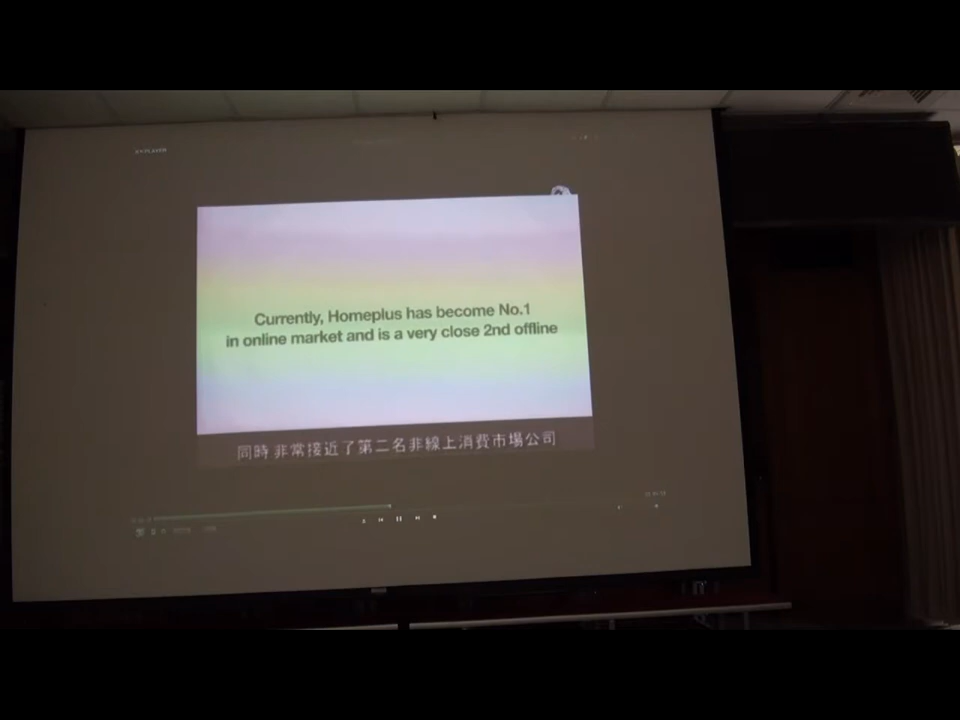 Currently, Homeplus has become No.1
in online market and is a very close 2nd offline
同時 非常接近了第二名非線上消費市場公司